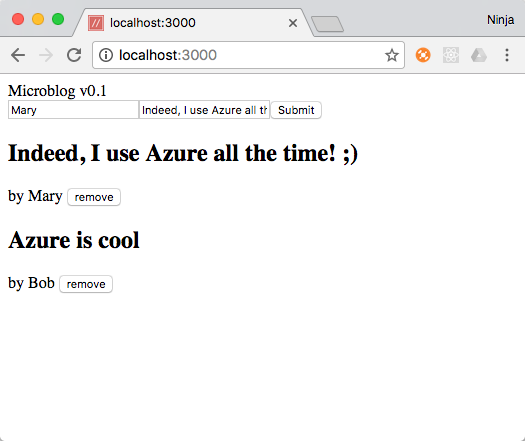 localhost:3000
Ninja
localhost:3000
Microblog v0.1
Mary Indeed, I use Azure all th Submit
Indeed, I use Azure all the time! ;)
by Mary remove
Azure is cool
by Bob remove